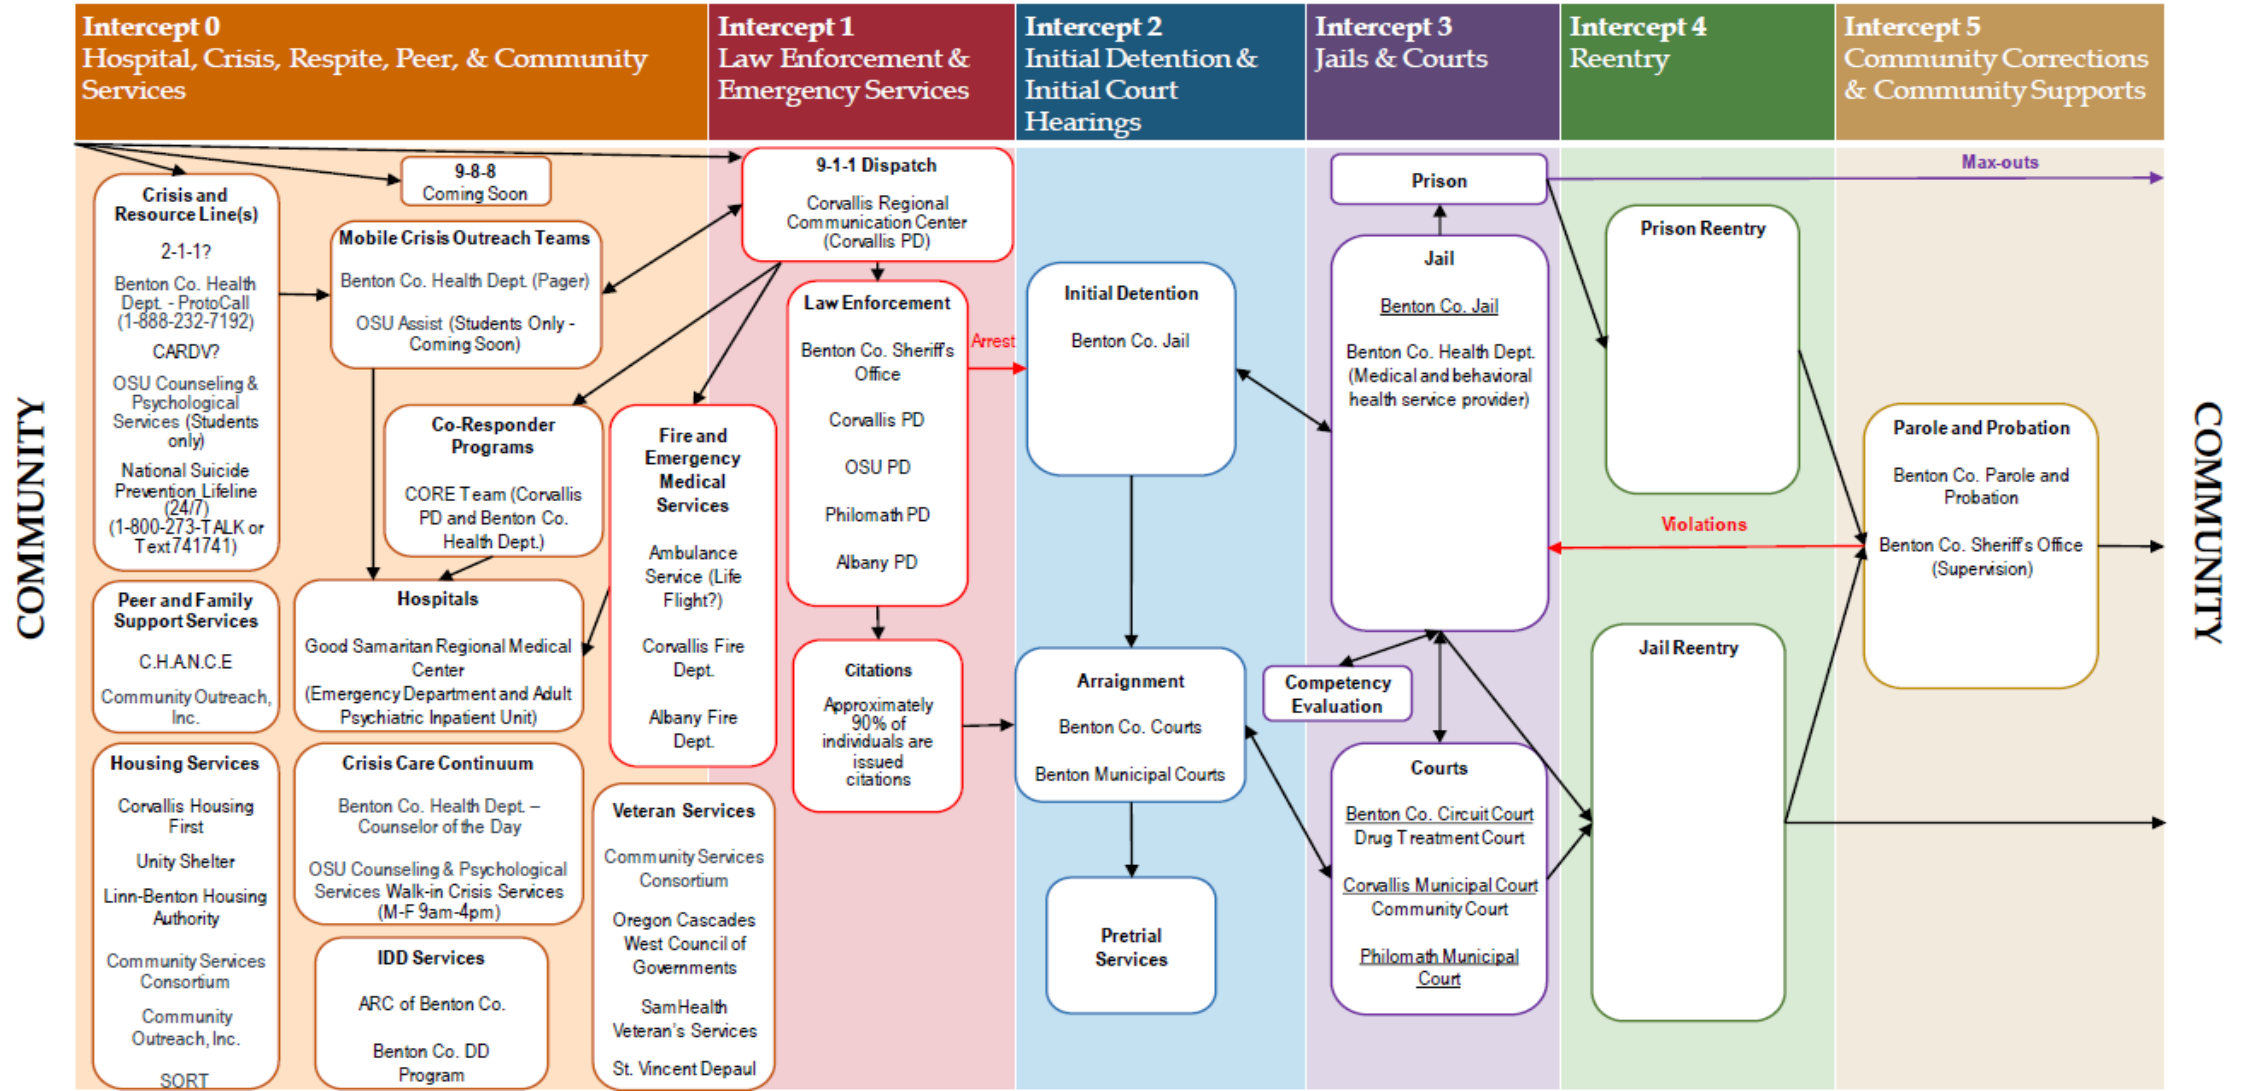 Intercept 0
Hospital, Crisis, Respite, Peer, & Community
Services
Intercept 1
Law Enforcement &
Emergency Services
Intercept 2
Initial Detention &
Initial Court
Hearings
Intercept 3
Jails & Courts
Intercept 4
Reentry
Intercept 5
Community Corrections
& Community Supports
COMMUNITY
Crisis and
Resource Line(s)
2-1-1?
Benton Co. Health
Dept. - ProtoCall
(1-888-232-7192)
CARDV?
OSU Counseling &
Psychological
Services (Students
only)
National Suicide
Prevention Lifeline
(24/7)
(1-800-273-TALK or
Text 741741)
Peer and Family
Support Services
C.H.A.N.C.E
Community Outreach,
Inc.
Housing Services
Corvallis Housing
First
Unity Shelter
Linn-Benton Housing
Authority
Community Services
Consortium
Community
Outreach, Inc.
SORT
9-8-8
Coming Soon
Mobile Crisis Outreach Teams
Benton Co. Health Dept. (Pager)
OSU Assist (Students Only -
Coming Soon)
Co-Responder
Programs
CORE Team (Corvallis
PD and Benton Co.
Health Dept.)
Hospitals
Good Samaritan Regional Medical
Center
(Emergency Department and Adult
Psychiatric Inpatient Unit)
Crisis Care Continuum
Benton Co. Health Dept. –
Counselor of the Day
OSU Counseling & Psychological
Services Walk-in Crisis Services
(M-F 9am-4pm)
IDD Services
ARC of Benton Co.
Benton Co. DD
Program
Fire and
Emergency
Medical
Services
Ambulance
Service (Life
Flight?)
Corvallis Fire
Dept.
Albany Fire
Dept.
Veteran Services
Community Services
Consortium
Oregon Cascades
West Council of
Governments
SamHealth
Veteran's Services
St. Vincent Depaul
9-1-1 Dispatch
Corvallis Regional
Communication Center
(Corvallis PD)
Law Enforcement
Benton Co. Sheriff's
Office
Corvallis PD
OSU PD
Philomath PD
Albany PD
Arrest
Citations
Approximately
90% of
individuals are
issued
citations
Initial Detention
Benton Co. Jail
Arraignment
Benton Co. Courts
Benton Municipal Courts
Pretrial
Services
Prison
Jail
Benton Co. Jail
Benton Co. Health Dept.
(Medical and behavioral
health service provider)
Competency
Evaluation
Courts
Benton Co. Circuit Court
Drug Treatment Court
Corvallis Municipal Court
Community Court
Philomath Municipal
Court
Prison Reentry
Violations
Jail Reentry
Max-outs
Parole and Probation
Benton Co. Parole and
Probation
Benton Co. Sheriff's Office
(Supervision)
COMMUNITY